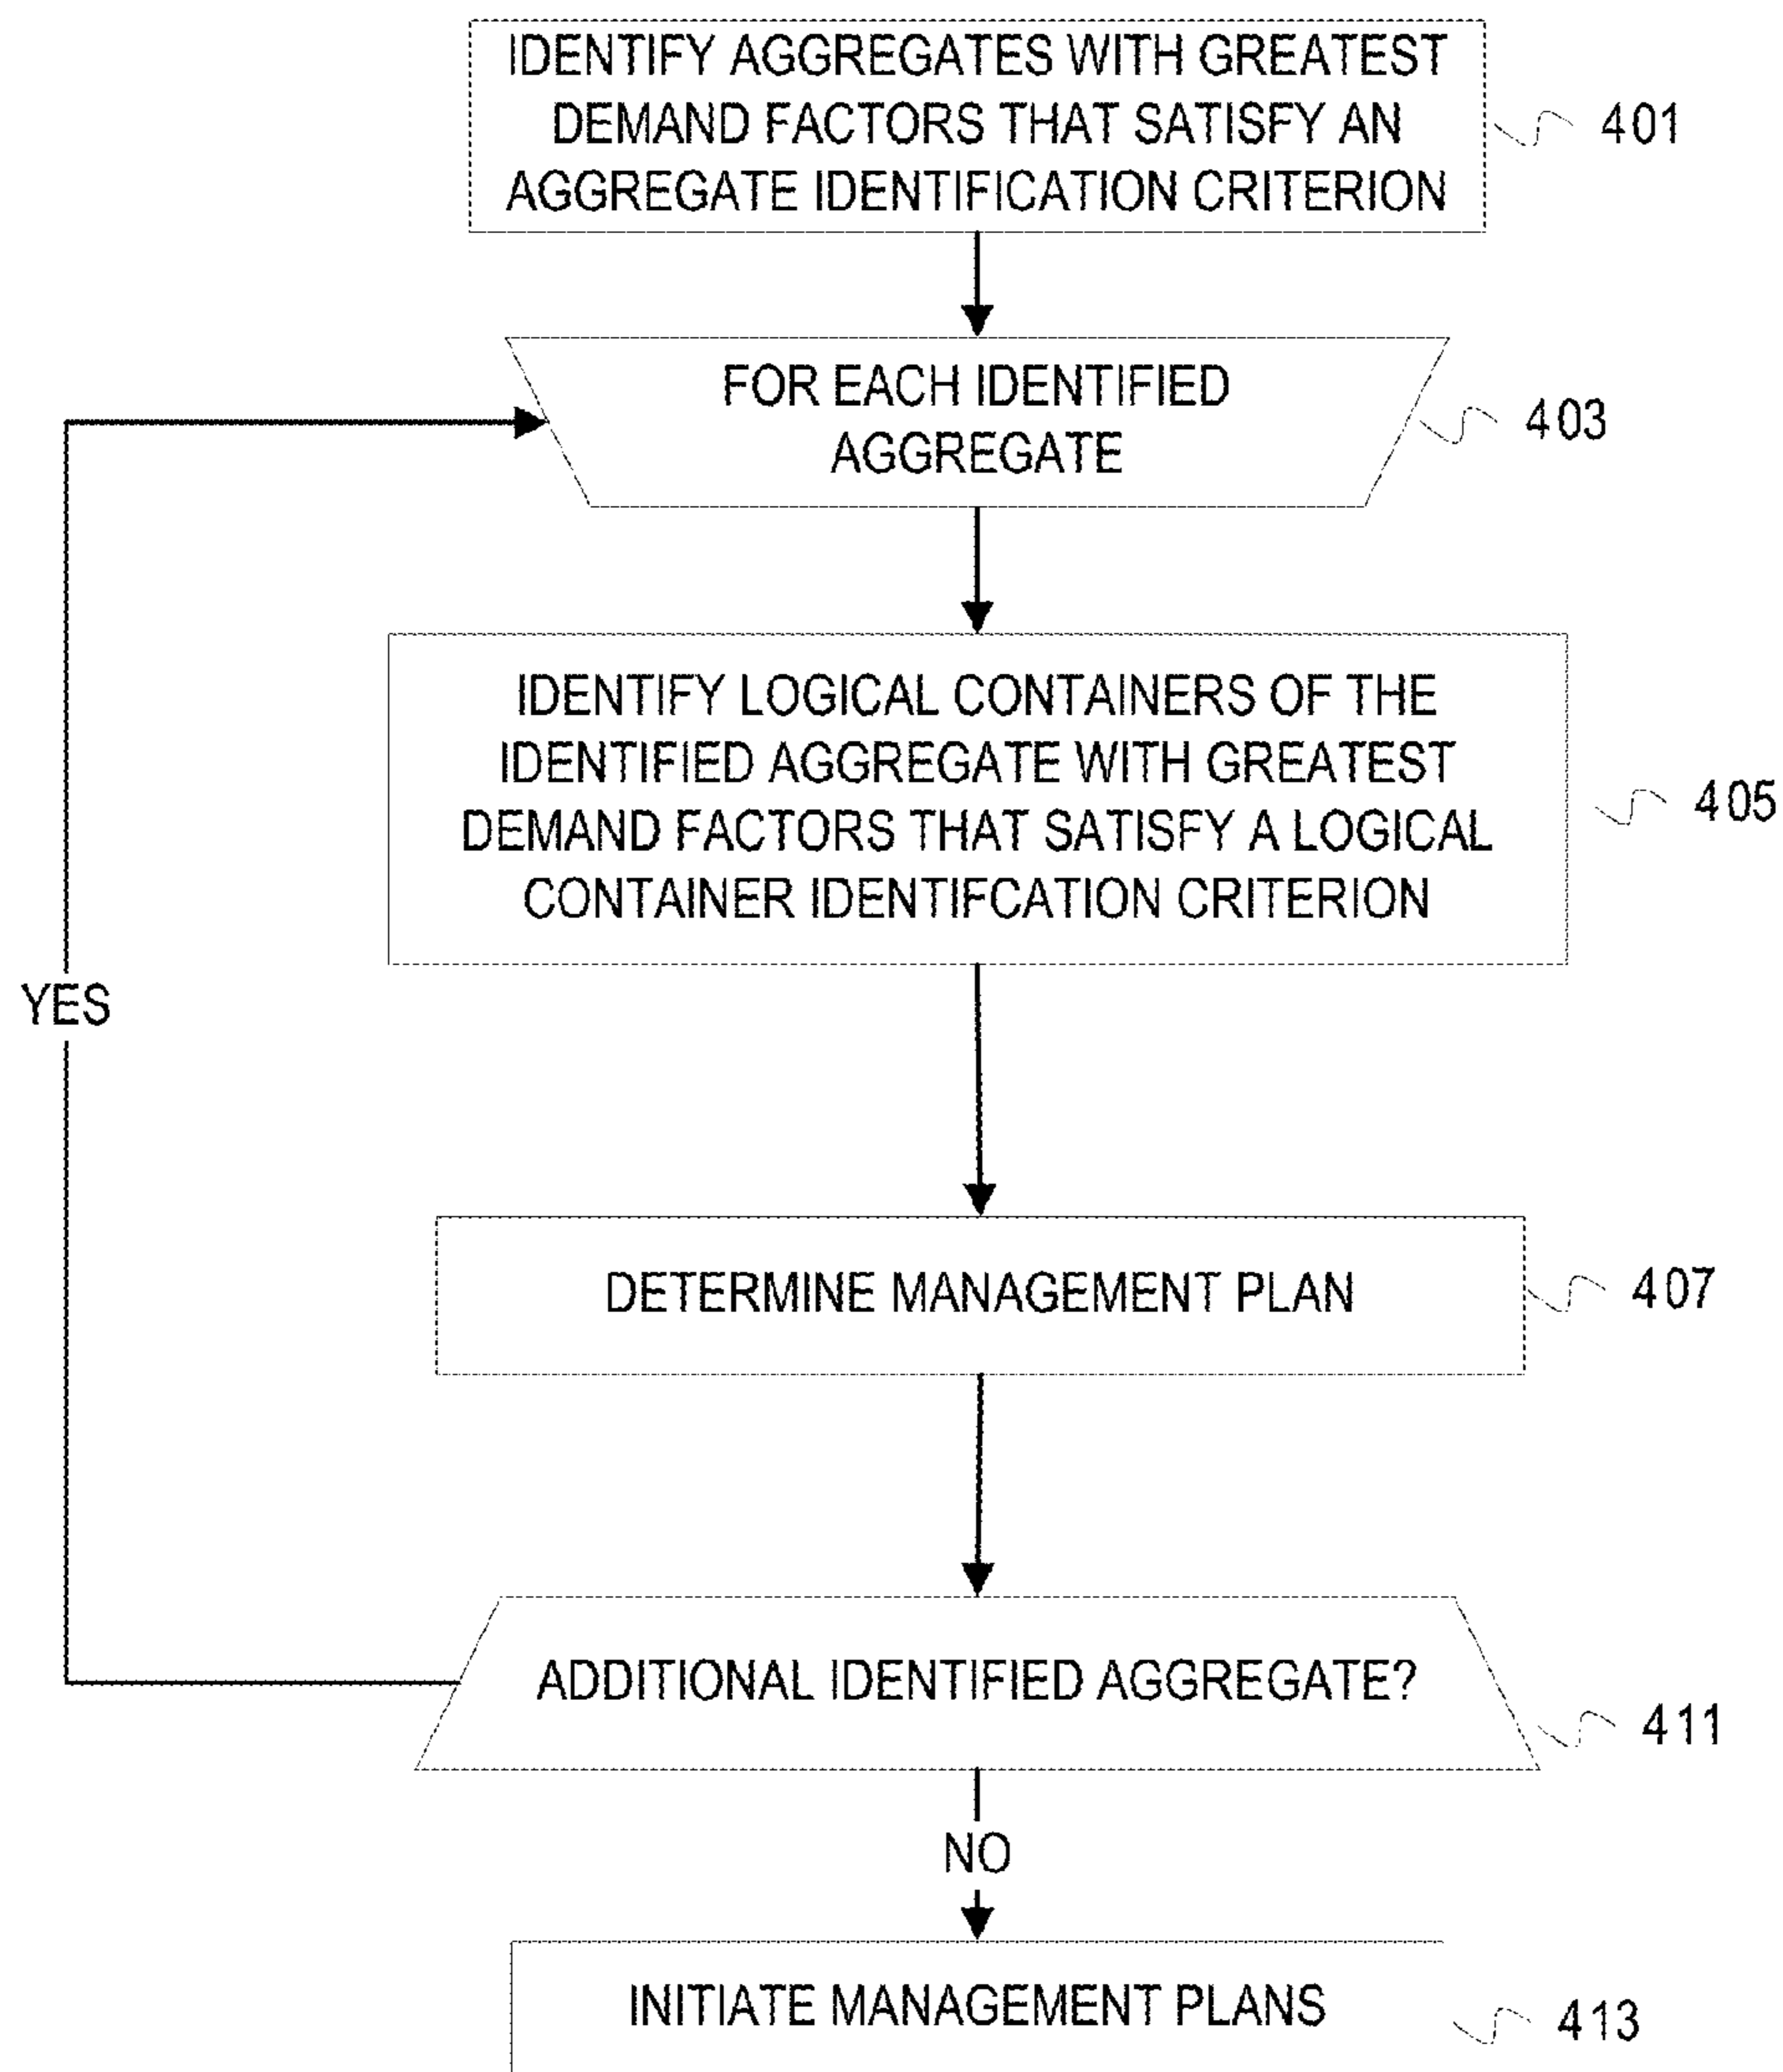 IDENTIFY AGGREGATES WITH GREATEST
DEMAND FACTORS THAT SATISFY AN
AGGREGATE IDENTIFICATION CRITERION
401
FOR EACH IDENTIFIED
AGGREGATE
403
IDENTIFY LOGICAL CONTAINERS OF THE
IDENTIFIED AGGREGATE WITH GREATEST
DEMAND FACTORS THAT SATISFY A LOGICAL
CONTAINER IDENTIFCATION CRITERION
405
YES
DETERMINE MANAGEMENT PLAN
407
ADDITIONAL IDENTIFIED AGGREGATE?
411
NO
INITIATE MANAGEMENT PLANS
413